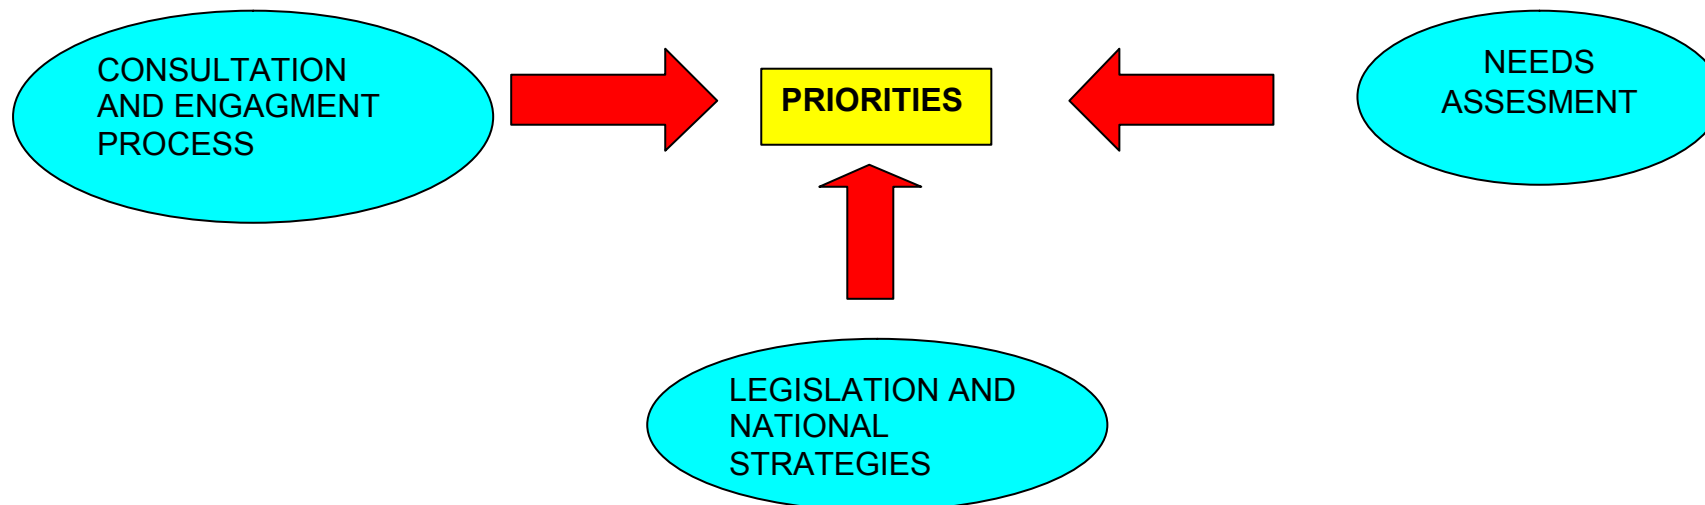 CONSULTATION
AND ENGAGMENT
PROCESS
PRIORITIES
NEEDS
ASSESMENT
LEGISLATION AND
NATIONAL
STRATEGIES